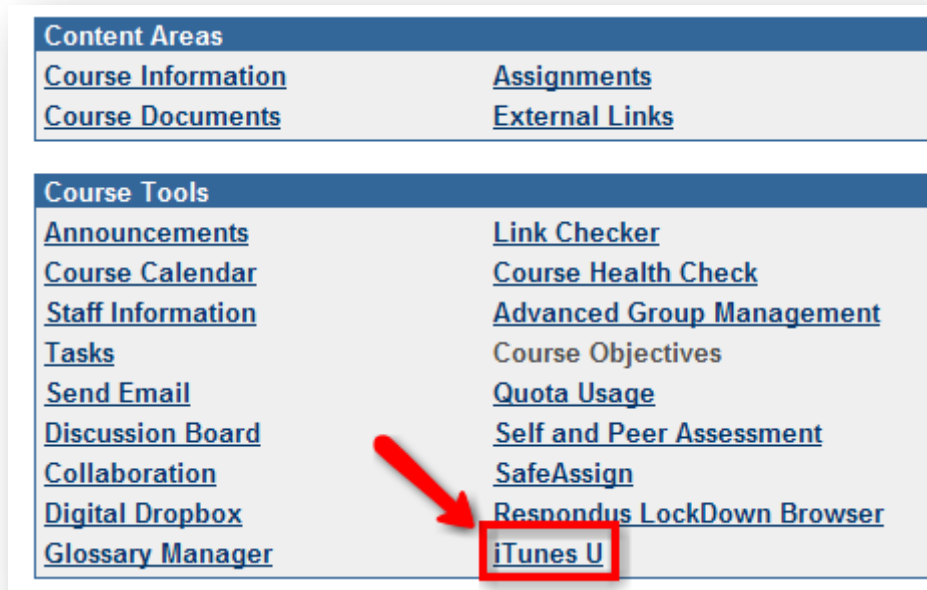 Content Areas
Course Information
Assignments
Course Documents
External Links
Course Tools
Announcements
Link Checker
Course Calendar
Course Health Check
Staff Information
Advanced Group Management
Tasks
Course Objectives
Send Email
Quota Usage
Discussion Board
Self and Peer Assessment
Collaboration
SafeAssign
Digital Dropbox
Respondus LockDown Browser
Glossary Manager
iTunes U